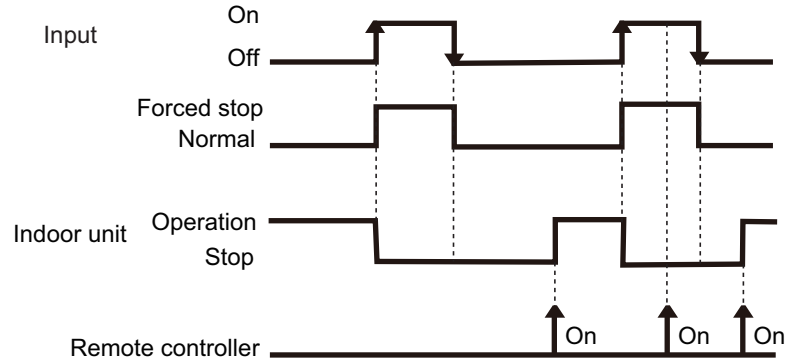 On
Input
Off
Forced stop
Normal
Operation
Indoor unit
Stop
On
On
On
Remote controller